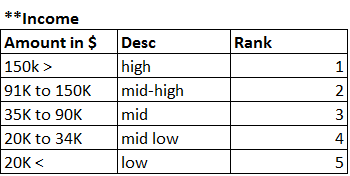 **Income
Amount in $ Desc Rank
150k > high 1
91K to 150K mid-high 2
35K to 90K mid 3
20K to 34K mid low 4
20K < low 5